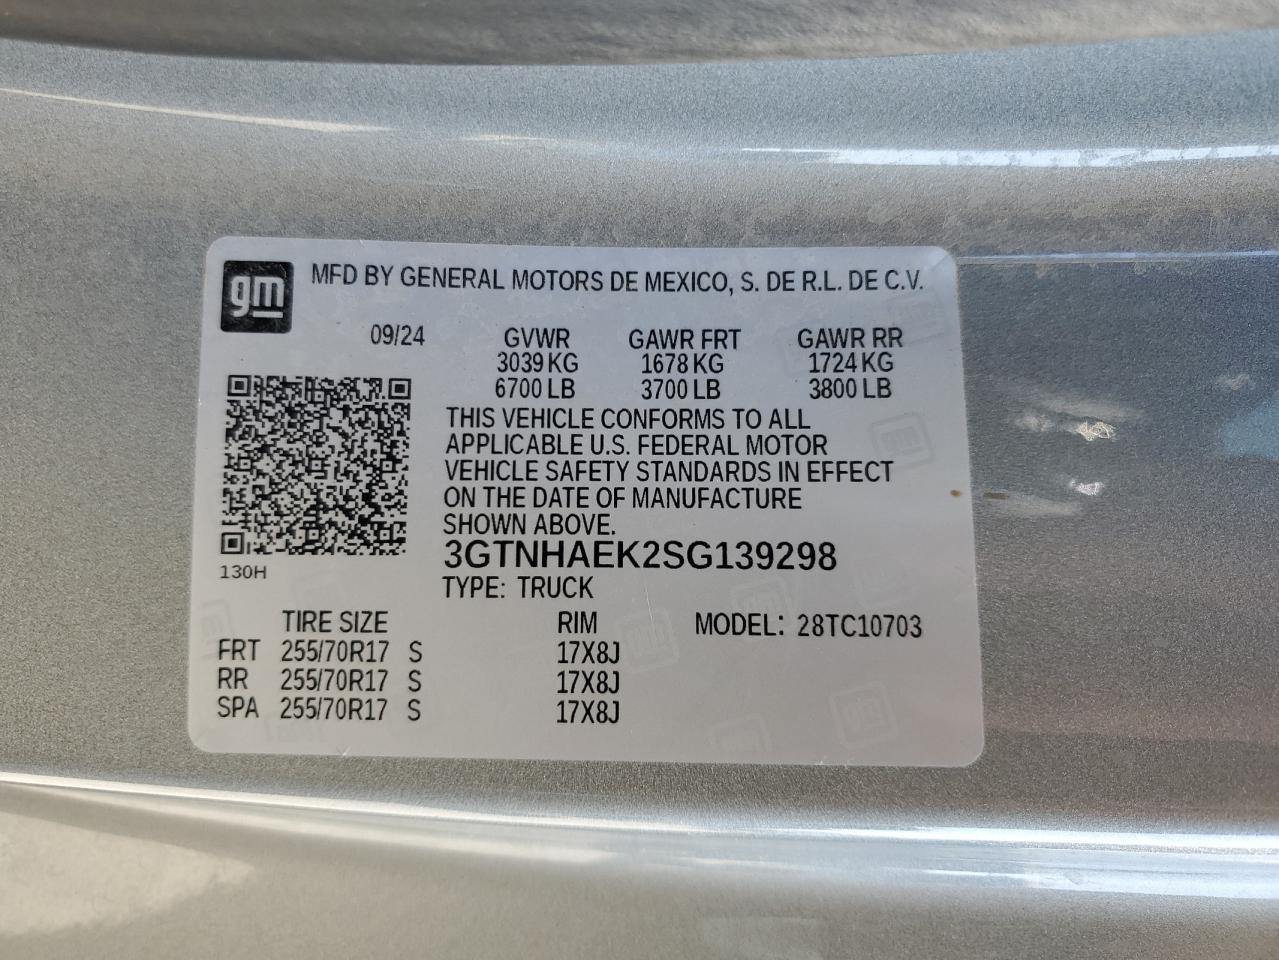 gm
MFD BY GENERAL MOTORS DE MEXICO, S. DE R.L. DE C.V.
09/24 GVWR GAWR FRT GAWR RR
3039 KG 1678 KG 1724 KG
6700 LB 3700 LB 3800 LB
THIS VEHICLE CONFORMS TO ALL
APPLICABLE U.S. FEDERAL MOTOR
VEHICLE SAFETY STANDARDS IN EFFECT
ON THE DATE OF MANUFACTURE
SHOWN ABOVE.
3GTNHAEK2SG139298
130H
TYPE: TRUCK
TIRE SIZE RIM MODEL: 28TC10703
FRT 255/70R17 S 17X8J
RR 255/70R17 S 17X8J
SPA 255/70R17 S 17X8J